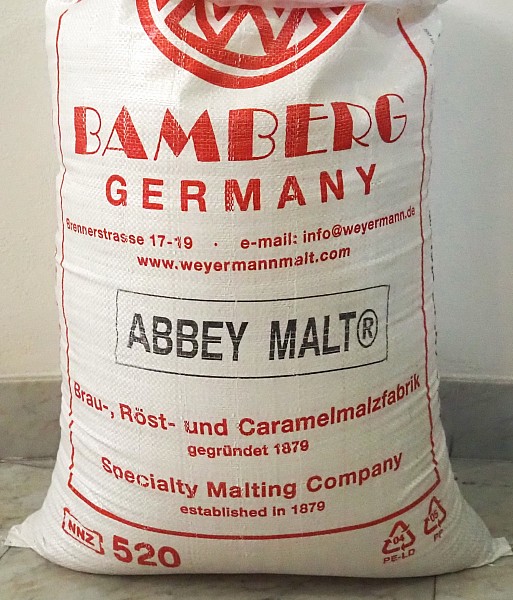 BAMBERG
GERMANY
Brennerstrasse 17-19 · e-mail: info@weyermann.de
www.weyermannmalt.com
ABBEY MALT®
Brau-, Röst- und Caramelmalzfabrik
gegründet 1879
Specialty Malting Company
established in 1879
NNZ 520
04
PE-LD
05
PP